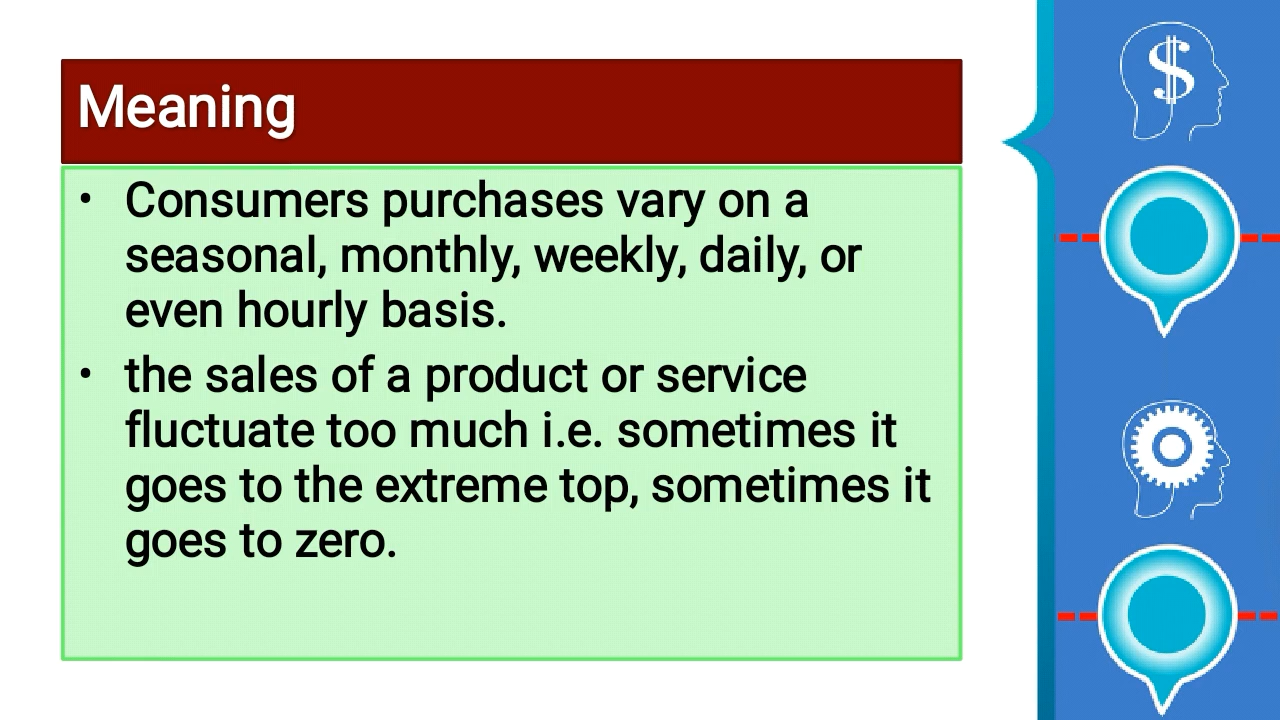 Meaning
• Consumers purchases vary on a
seasonal, monthly, weekly, daily, or
even hourly basis.
• the sales of a product or service
fluctuate too much i.e. sometimes it
goes to the extreme top, sometimes it
goes to zero.
$